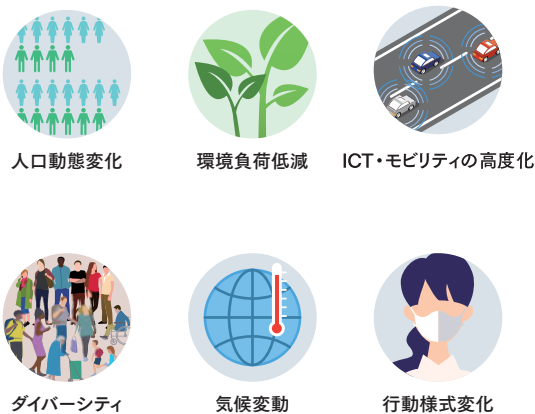 人口動態変化
環境負荷低減
ICT・モビリティの高度化
ダイバーシティ
気候変動
行動様式変化